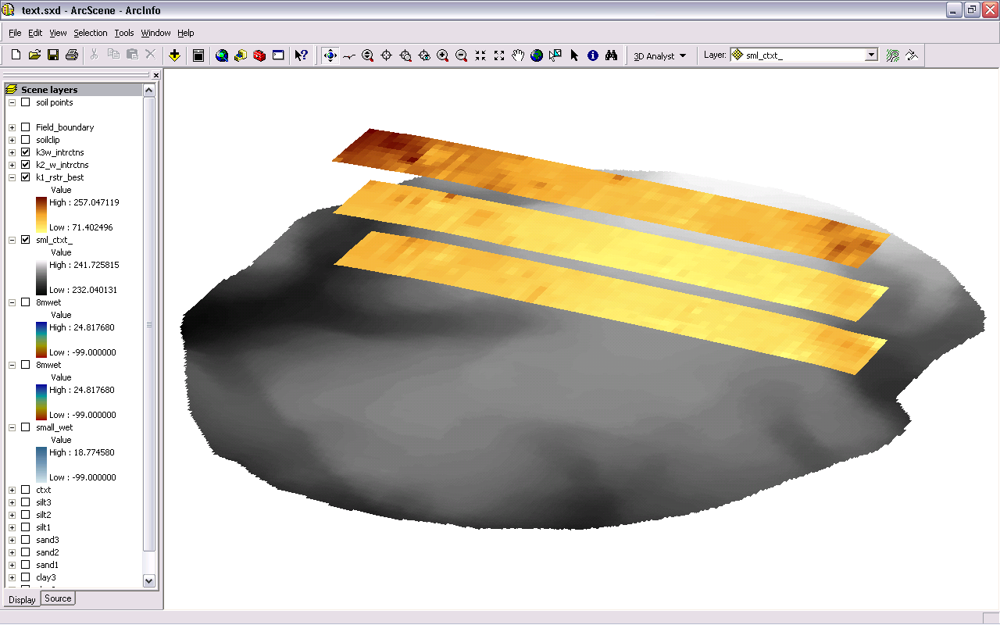 text.sxd - ArcScene - ArcInfo
File Edit View Selection Tools Window Help
3D Analyst Layer: sml_ctxt_
Scene layers
soil points
Field_boundary
soilclip
k3w_intrctns
k2_w_intrctns
k1_rstr_best
Value
High : 257.047119
Low : 71.402496
sml_ctxt_
Value
High : 241.725815
Low : 232.040131
8mwet
Value
High : 24.817680
Low : -99.000000
8mwet
Value
High : 24.817680
Low : -99.000000
small_wet
Value
High : 18.774580
Low : -99.000000
ctxt
silt3
silt2
silt1
sand3
sand2
sand1
clay3
Display Source